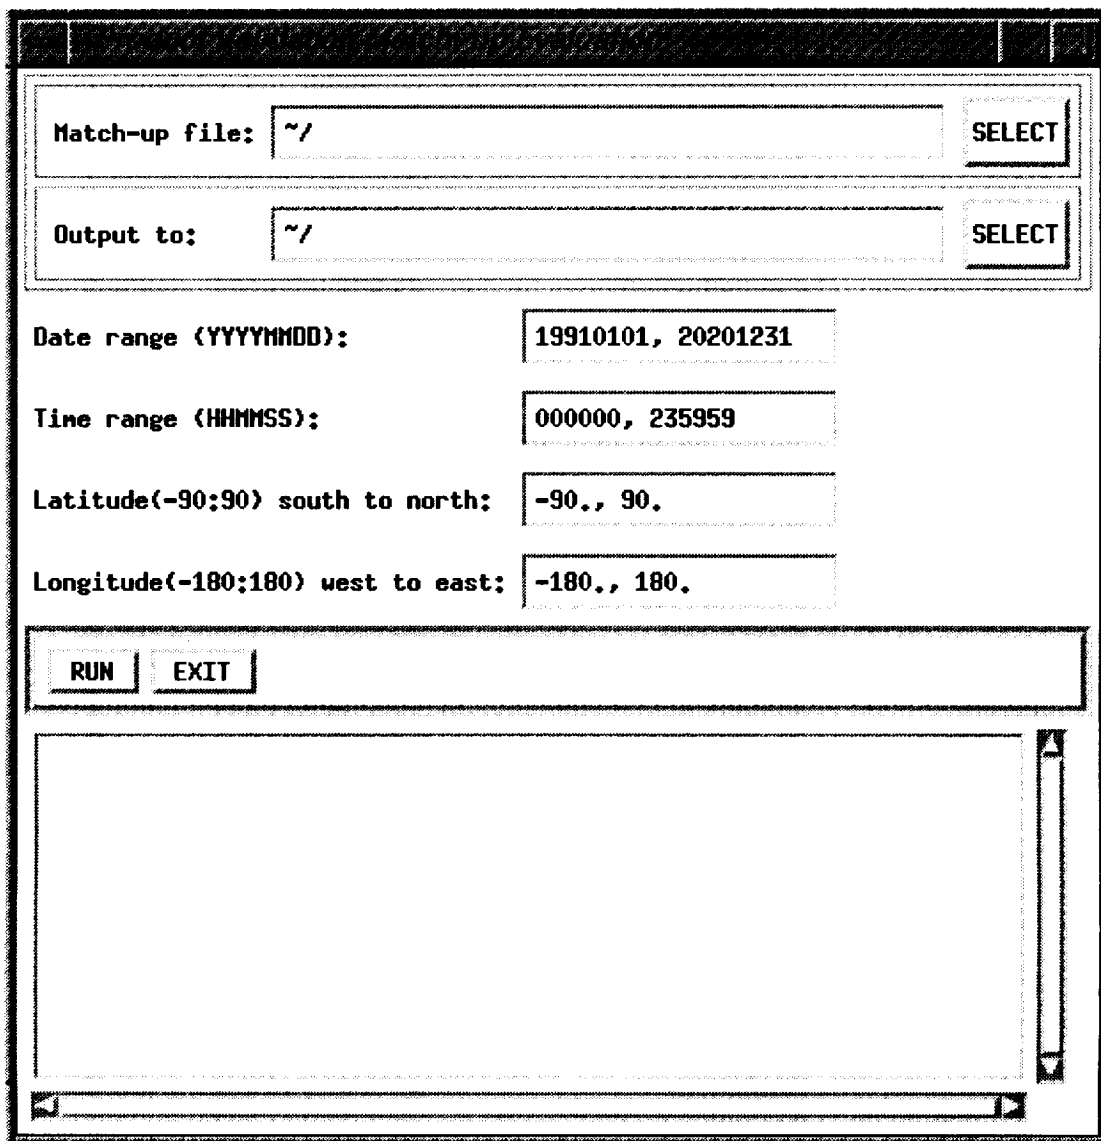 Match-up file: ~/ SELECT
Output to: ~/ SELECT
Date range (YYYYMMDD): 19910101, 20201231
Time range (HHMMSS): 000000, 235959
Latitude(-90:90) south to north: -90., 90.
Longitude(-180:180) west to east: -180., 180.
RUN EXIT